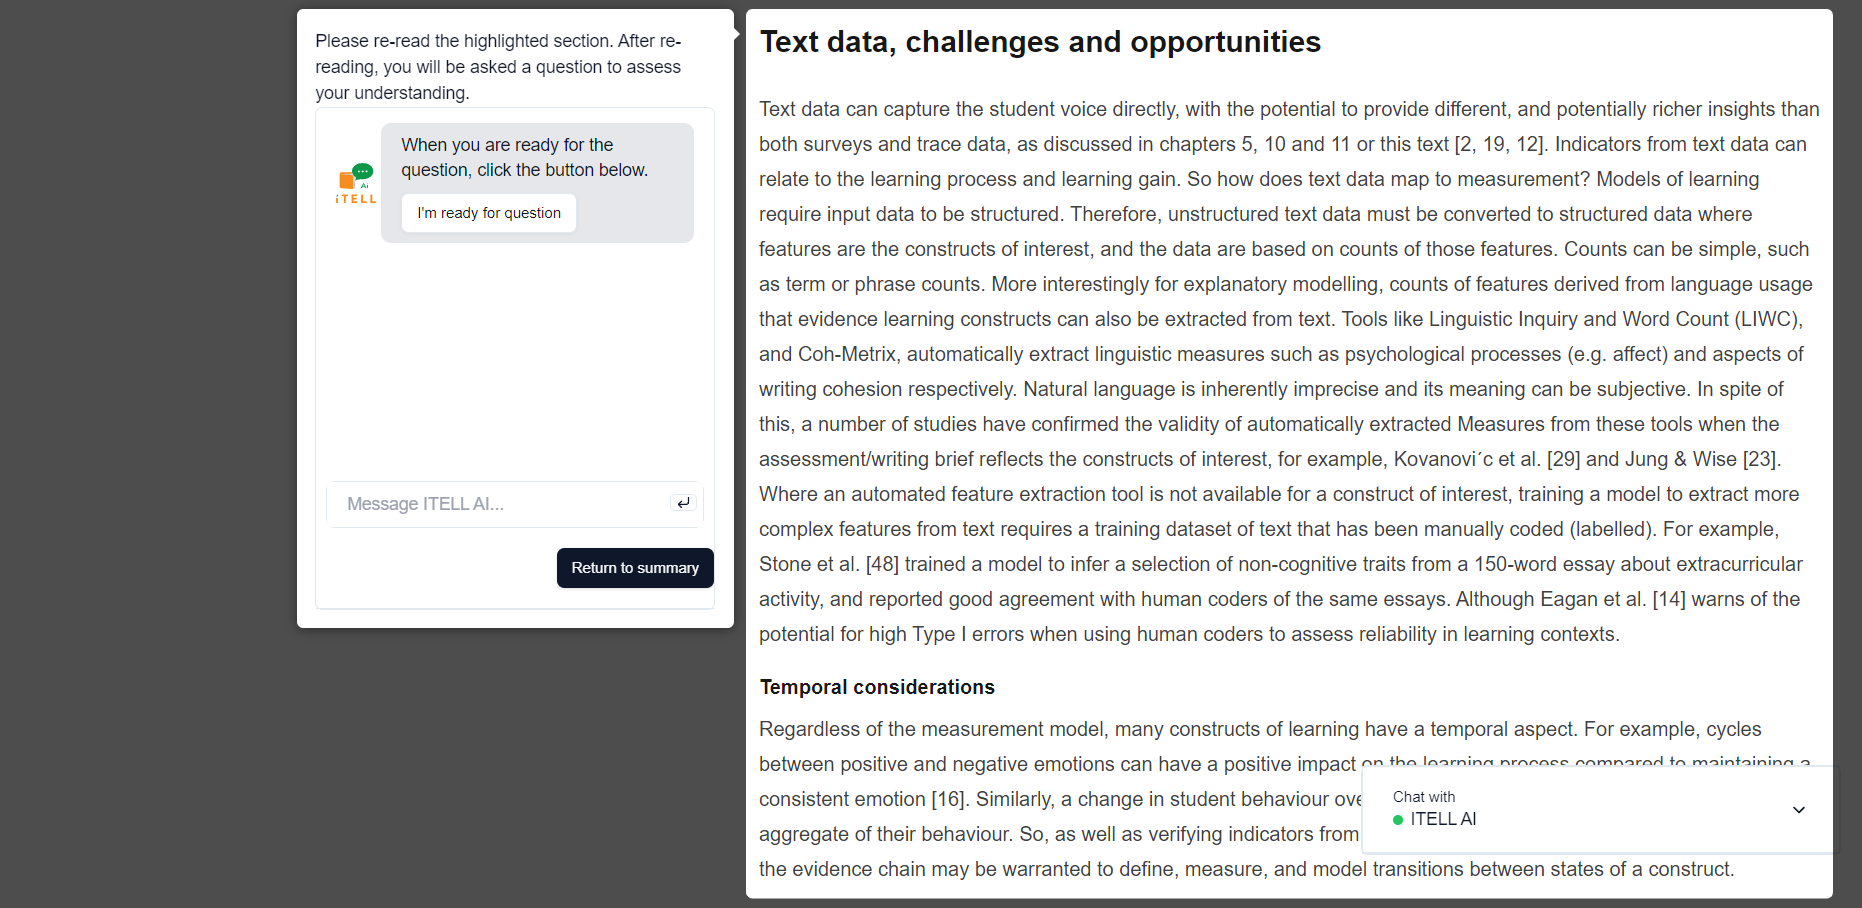 Please re-read the highlighted section. After re-
reading, you will be asked a question to assess
your understanding.
When you are ready for the
question, click the button below.
I'm ready for question
Ai
iTELL
Message ITELL AI...
Return to summary
Text data, challenges and opportunities
Text data can capture the student voice directly, with the potential to provide different, and potentially richer insights than
both surveys and trace data, as discussed in chapters 5, 10 and 11 or this text [2, 19, 12]. Indicators from text data can
relate to the learning process and learning gain. So how does text data map to measurement? Models of learning
require input data to be structured. Therefore, unstructured text data must be converted to structured data where
features are the constructs of interest, and the data are based on counts of those features. Counts can be simple, such
as term or phrase counts. More interestingly for explanatory modelling, counts of features derived from language usage
that evidence learning constructs can also be extracted from text. Tools like Linguistic Inquiry and Word Count (LIWC),
and Coh-Metrix, automatically extract linguistic measures such as psychological processes (e.g. affect) and aspects of
writing cohesion respectively. Natural language is inherently imprecise and its meaning can be subjective. In spite of
this, a number of studies have confirmed the validity of automatically extracted Measures from these tools when the
assessment/writing brief reflects the constructs of interest, for example, Kovanovi´c et al. [29] and Jung & Wise [23].
Where an automated feature extraction tool is not available for a construct of interest, training a model to extract more
complex features from text requires a training dataset of text that has been manually coded (labelled). For example,
Stone et al. [48] trained a model to infer a selection of non-cognitive traits from a 150-word essay about extracurricular
activity, and reported good agreement with human coders of the same essays. Although Eagan et al. [14] warns of the
potential for high Type I errors when using human coders to assess reliability in learning contexts.
Temporal considerations
Regardless of the measurement model, many constructs of learning have a temporal aspect. For example, cycles
between positive and negative emotions can have a positive impact on the learning process compared to maintaining a
consistent emotion [16]. Similarly, a change in student behaviour ove
aggregate of their behaviour. So, as well as verifying indicators from
the evidence chain may be warranted to define, measure, and model transitions between states of a construct.
Chat with
ITELL AI